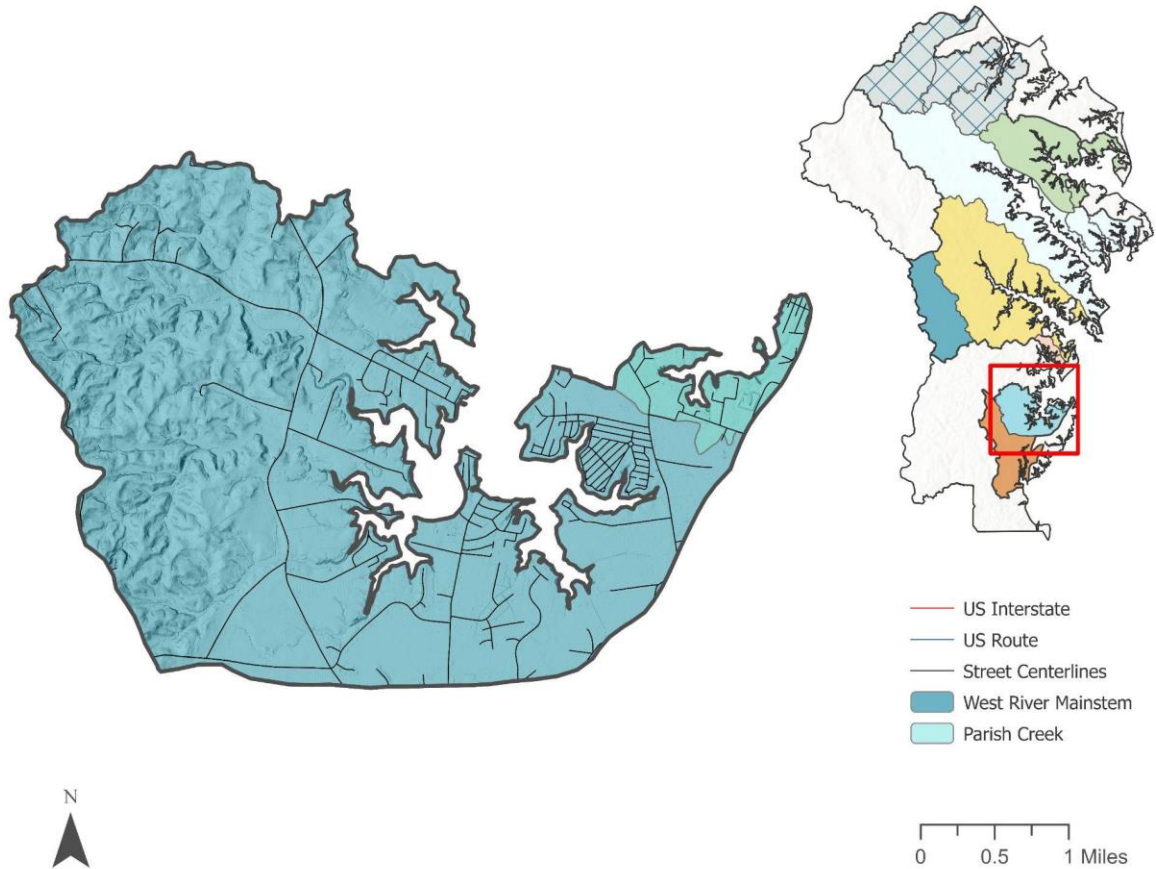 US Interstate
US Route
Street Centerlines
West River Mainstem
Parish Creek
N
0 0.5 1 Miles